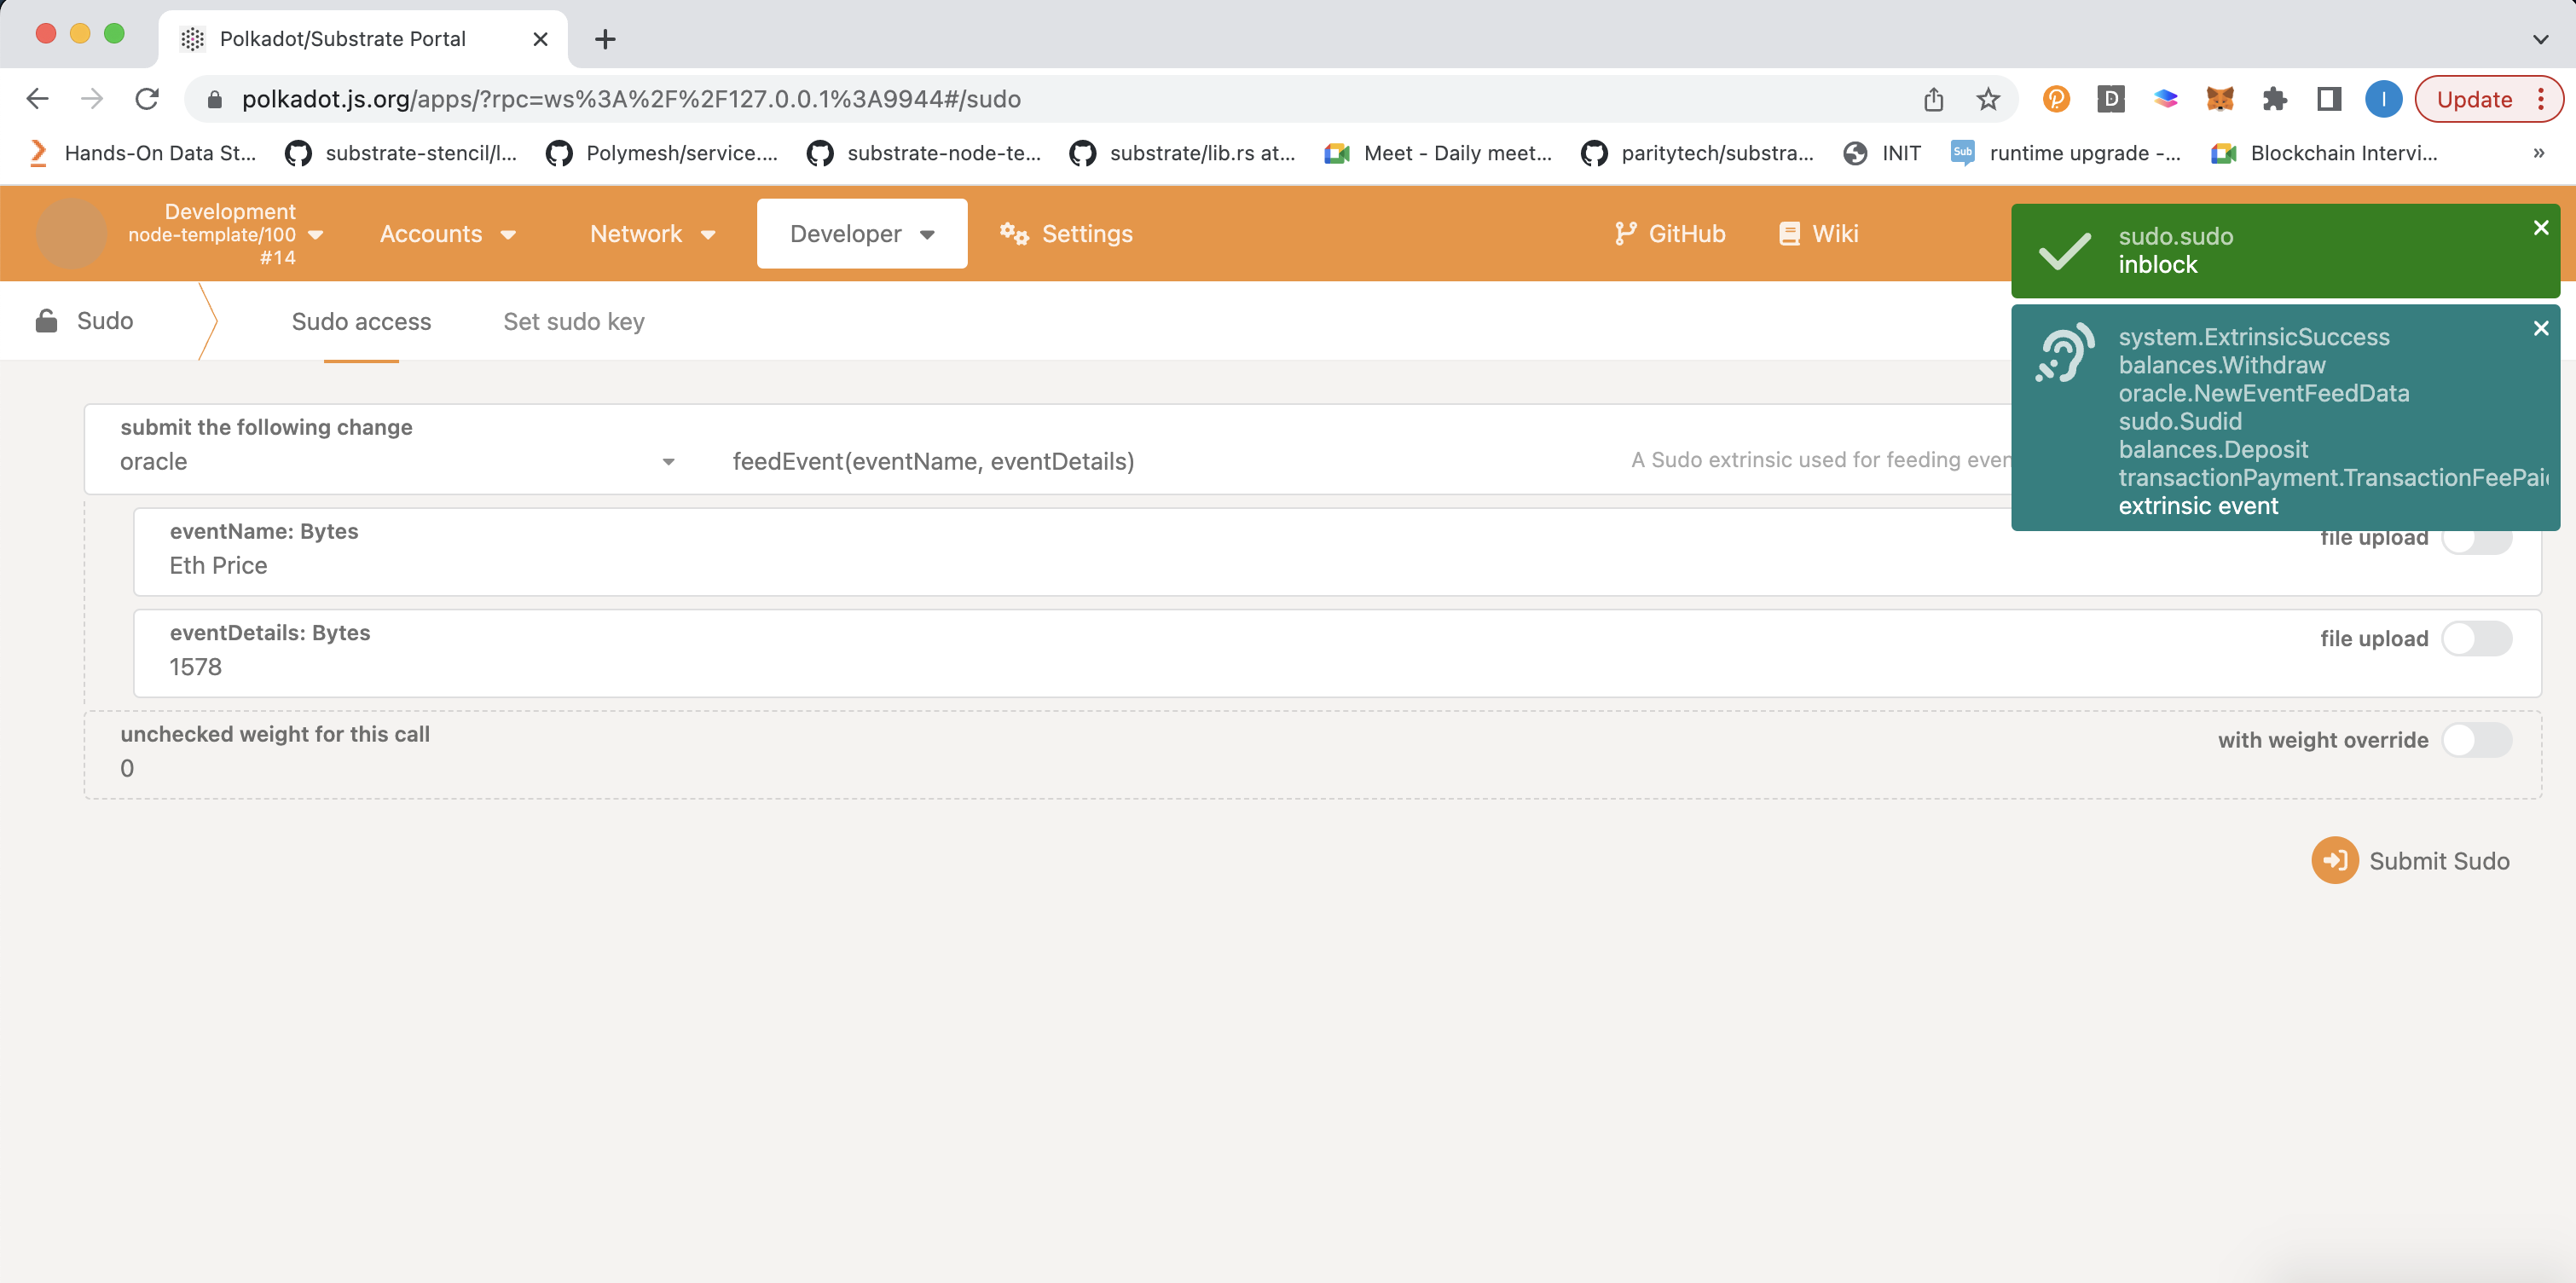 Polkadot/Substrate Portal
polkadot.js.org/apps/?rpc=ws%3A%2F%2F127.0.0.1%3A9944#/sudo
D
I
Update
Hands-On Data St...
substrate-stencil/l...
Polymesh/service....
substrate-node-te...
substrate/lib.rs at...
Meet - Daily meet...
paritytech/substra...
INIT
Sub
runtime upgrade -...
Blockchain Intervi...
»
Development
node-template/100
#14
Accounts
Network
Developer
Settings
GitHub
Wiki
sudo.sudo
inblock
system.ExtrinsicSuccess
balances.Withdraw
oracle.NewEventFeedData
sudo.Sudid
balances.Deposit
transactionPayment.TransactionFeePaid
extrinsic event
Sudo
Sudo access
Set sudo key
submit the following change
oracle
feedEvent(eventName, eventDetails)
A Sudo extrinsic used for feeding even
eventName: Bytes
Eth Price
file upload
eventDetails: Bytes
1578
file upload
unchecked weight for this call
0
with weight override
Submit Sudo